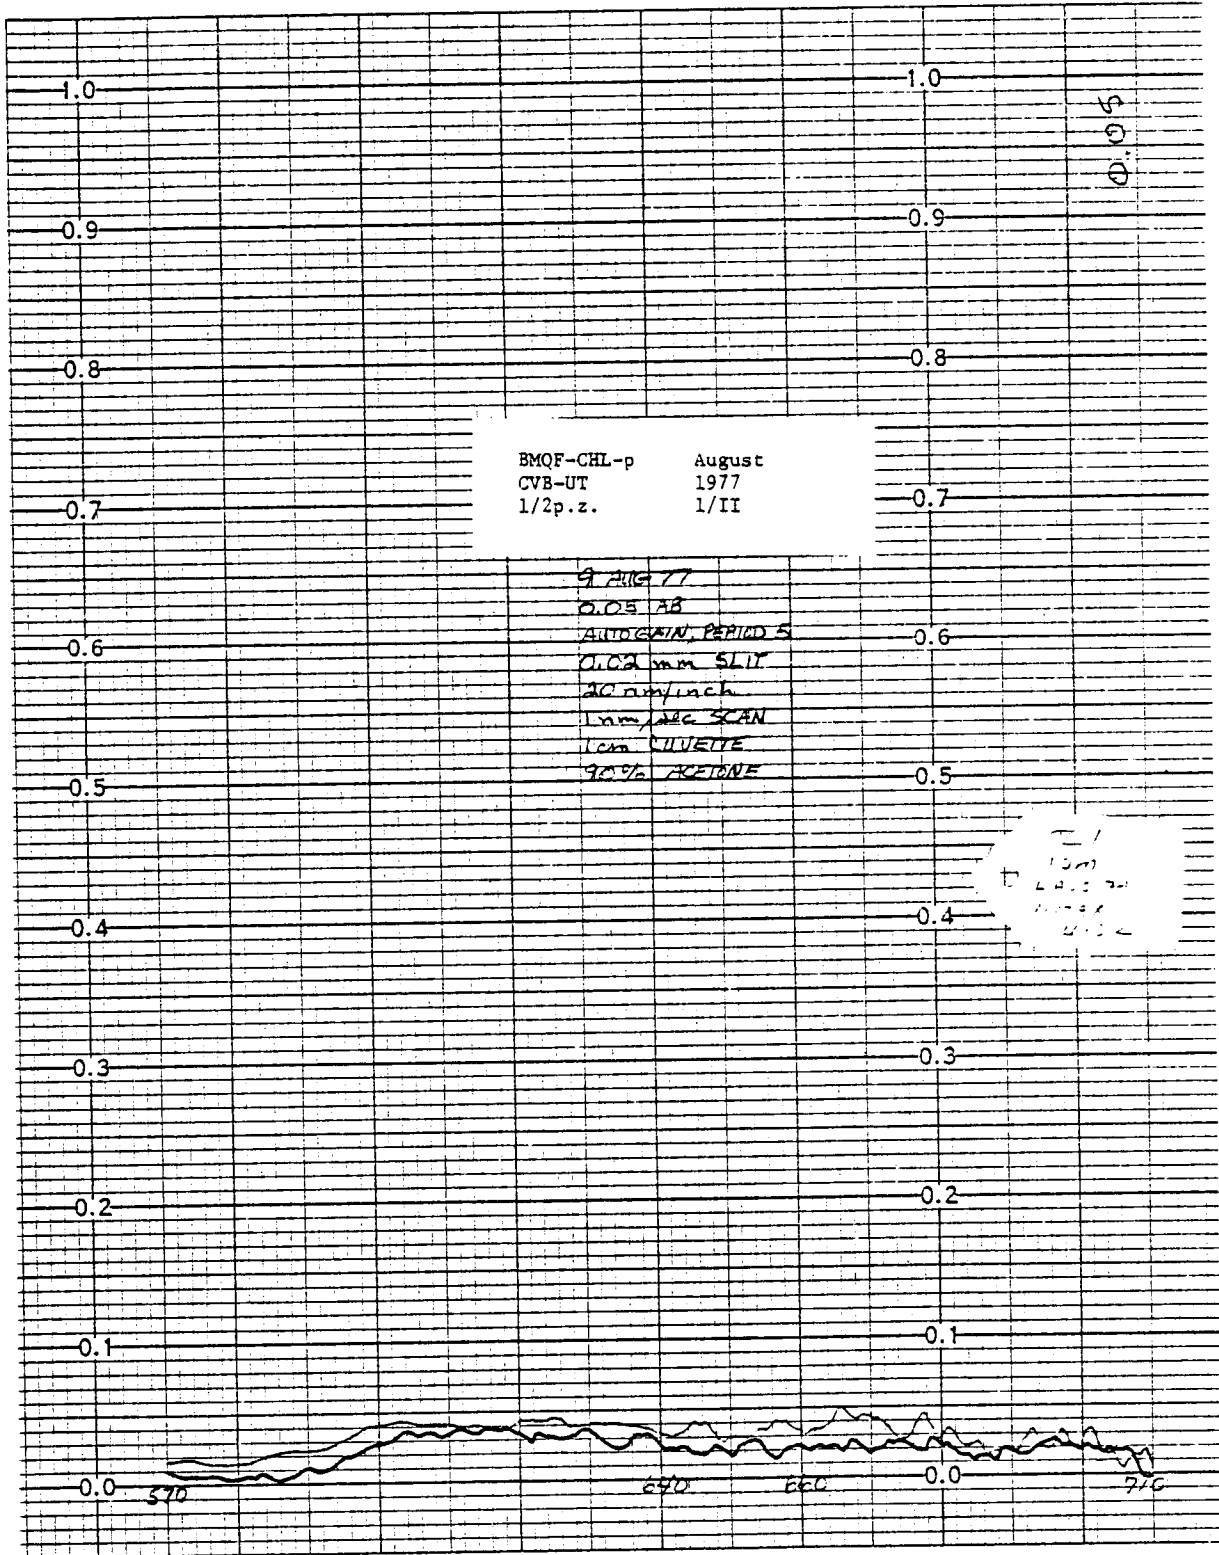 1.0 1.0
0.05
0.9 0.9
0.8 0.8
BMQF-CHL-p August
CVB-UT 1977
1/2p.z. 1/II
0.7 0.7
9 AUG 77
0.05 AB
AUTOGAIN, PERIOD 5
0.6 0.6
0.02 mm SLIT
20 nm/inch
1 nm/sec SCAN
1cm CUVETTE
90% ACETONE
0.5 0.5
0.4 0.4
0.3 0.3
0.2 0.2
0.1 0.1
0.0 0.0
570 640 660 710